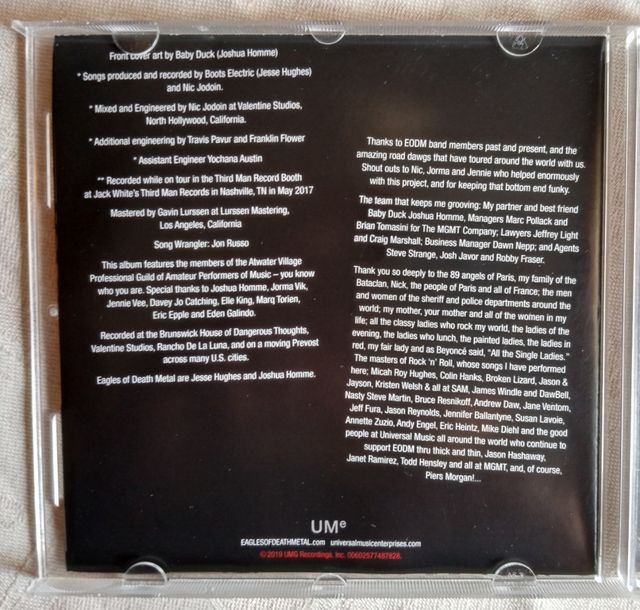 Front cover art by Baby Duck (Joshua Homme)
* Songs produced and recorded by Boots Electric (Jesse Hughes)
and Nic Jodoin.
* Mixed and Engineered by Nic Jodoin at Valentine Studios,
North Hollywood, California.
* Additional engineering by Travis Pavur and Franklin Flower
* Assistant Engineer Yochana Austin
** Recorded while on tour in the Third Man Record Booth
at Jack White's Third Man Records in Nashville, TN in May 2017
Mastered by Gavin Lurssen at Lurssen Mastering,
Los Angeles, California
Song Wrangler: Jon Russo
This album features the members of the Atwater Village
Professional Guild of Amateur Performers of Music – you know
who you are. Special thanks to Joshua Homme, Jorma Vik,
Jennie Vee, Davey Jo Catching, Elle King, Marq Torien,
Eric Epple and Eden Galindo.
Recorded at the Brunswick House of Dangerous Thoughts,
Valentine Studios, Rancho De La Luna, and on a moving Prevost
across many U.S. cities.
Eagles of Death Metal are Jesse Hughes and Joshua Homme.
Thanks to EODM band members past and present, and the
amazing road dawgs that have toured around the world with us.
Shout outs to Nic, Jorma and Jennie who helped enormously
with this project, and for keeping that bottom end funky.
The team that keeps me grooving: My partner and best friend
Baby Duck Joshua Homme, Managers Marc Pollack and
Brian Tomasini for The MGMT Company; Lawyers Jeffrey Light
and Craig Marshall; Business Manager Dawn Nepp; and Agents
Steve Strange, Josh Javor and Robby Fraser.
Thank you so deeply to the 89 angels of Paris, my family of the
Bataclan, Nick, the people of Paris and all of France; the men
and women of the sheriff and police departments around the
world; my mother, your mother and all of the women in my
life; all the classy ladies who rock my world, the ladies of the
evening, the ladies who lunch, the painted ladies, the ladies in
red, my fair lady and as Beyoncé said, “All the Single Ladies.”
The masters of Rock 'n' Roll, whose songs I have performed
here; Micah Roy Hughes, Colin Hanks, Broken Lizard, Jason &
Jayson, Kristen Welsh & all at SAM, James Windle and DawBell,
Nasty Steve Martin, Bruce Resnikoff, Andrew Daw, Jane Ventom,
Jeff Fura, Jason Reynolds, Jennifer Ballantyne, Susan Lavoie,
Annette Zuzio, Andy Engel, Eric Heintz, Mike Diehl and the good
people at Universal Music all around the world who continue to
support EODM thru thick and thin, Jason Hashaway,
Janet Ramirez, Todd Hensley and all at MGMT, and, of course,
Piers Morgan!...
UMe
EAGLESOFDEATHMETAL.com universalmusicenterprises.com
© 2019 UMG Recordings, Inc. 00602577487828.